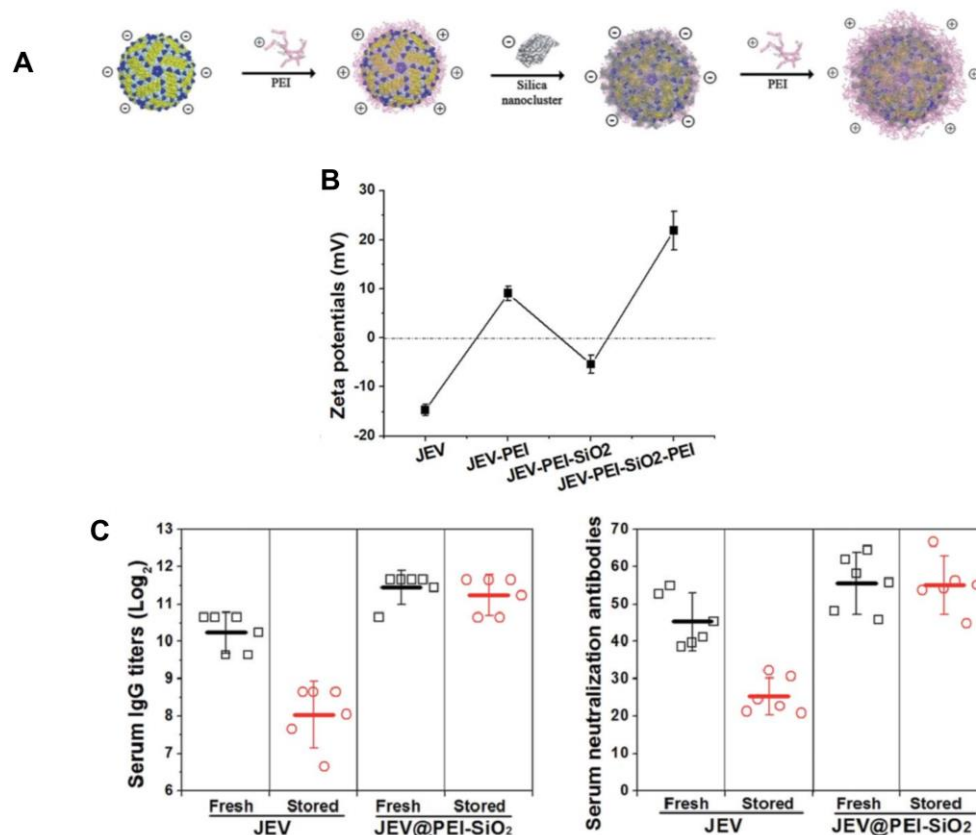 A
PEI
Silica
nanocluster
PEI
B
Zeta potentials (mV)
30
20
10
0
-10
-20
JEV
JEV-PEI
JEV-PEI-SiO2
JEV-PEI-SiO2-PEI
C
Serum IgG titers (Log₂)
13
12
11
10
9
8
7
6
Fresh Stored Fresh Stored
JEV JEV@PEI-SiO₂
Serum neutralization antibodies
70
60
50
40
30
20
10
0
Fresh Stored Fresh Stored
JEV JEV@PEI-SiO₂